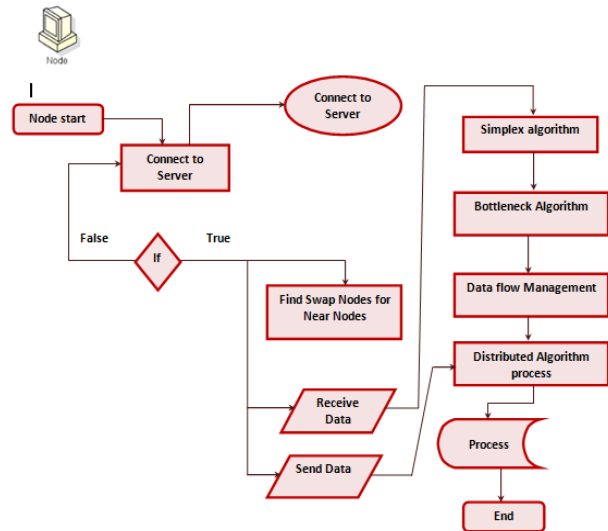 Node
Node start
Connect to
Server
Connect to
Server
Simplex algorithm
Bottleneck Algorithm
False
True
If
Find Swap Nodes for
Near Nodes
Data flow Management
Distributed Algorithm
process
Receive
Data
Send Data
Process
End